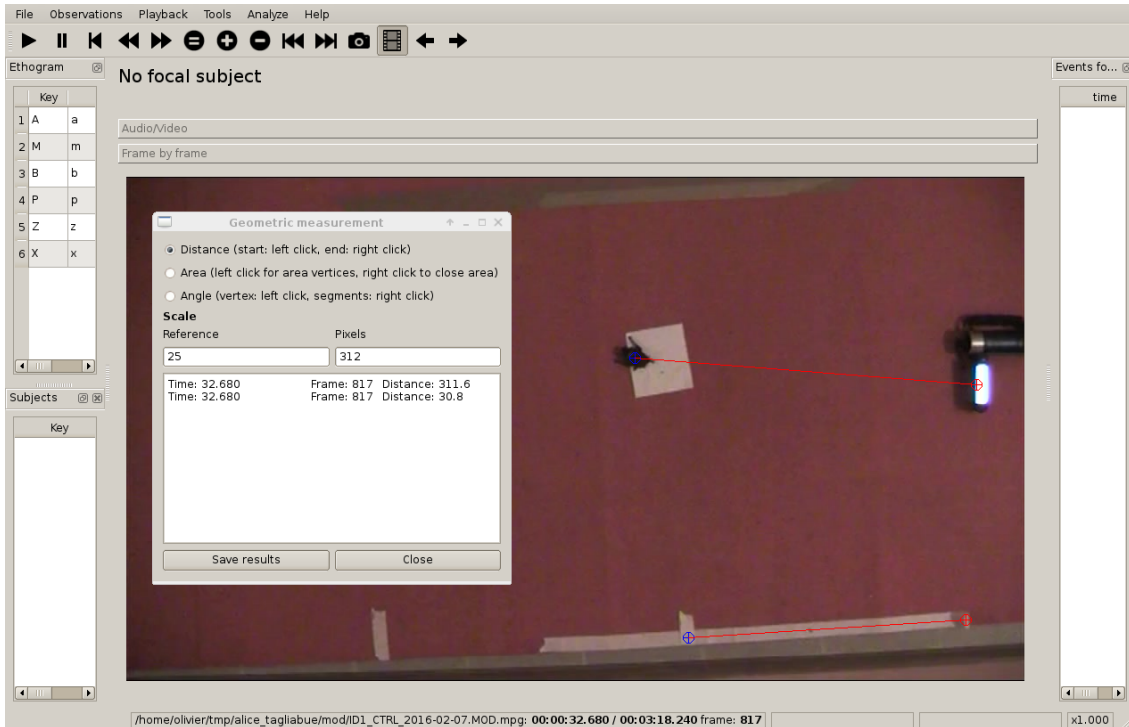 File Observations Playback Tools Analyze Help
Ethogram
No focal subject
Events fo...
Key
time
1 A a
2 M m
3 B b
4 P p
5 Z z
6 X x
Audio/Video
Frame by frame
Geometric measurement
Distance (start: left click, end: right click)
Area (left click for area vertices, right click to close area)
Angle (vertex: left click, segments: right click)
Scale
Reference Pixels
25 312
Time: 32.680 Frame: 817 Distance: 311.6
Time: 32.680 Frame: 817 Distance: 30.8
Save results Close
Subjects
Key
/home/olivier/tmp/alice_tagliabue/mod/ID1_CTRL_2016-02-07.MOD.mpg: 00:00:32.680 / 00:03:18.240 frame: 817
x1.000